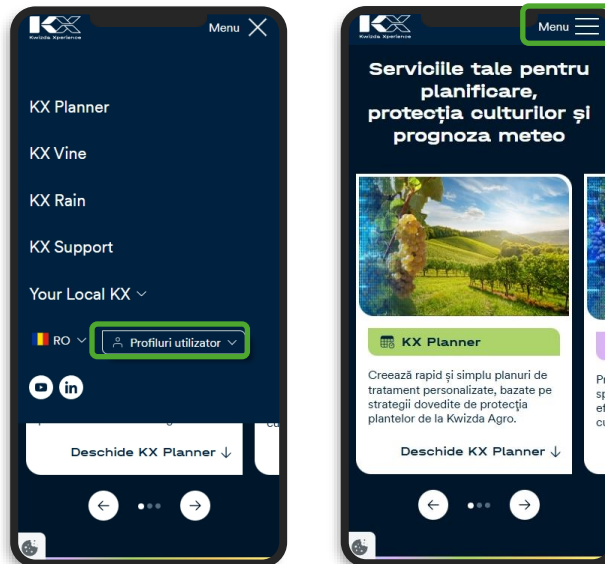 KX
Kwizda Xperience
Menu
KX Planner
KX Vine
KX Rain
KX Support
Your Local KX
RO
Profiluri utilizator
in
Deschide KX Planner ↓
←
→
KX
Kwizda Xperience
Menu
Serviciile tale pentru
planificare,
protecția culturilor și
prognoza meteo
KX Planner
Creează rapid și simplu planuri de
tratament personalizate, bazate pe
strategii dovedite de protecţia
plantelor de la Kwizda Agro.
Deschide KX Planner ↓
←
→